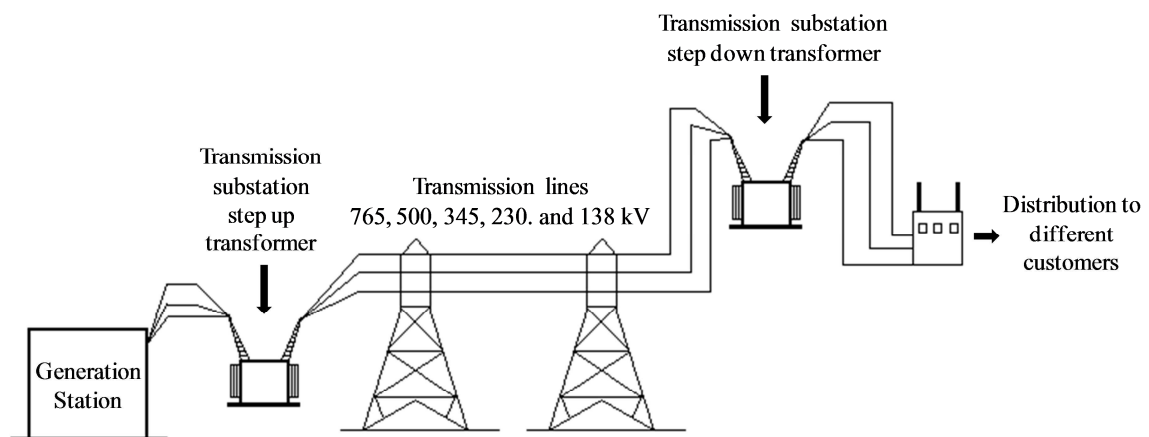 Transmission substation
step down transformer
Transmission
substation
step up
transformer
Transmission lines
765, 500, 345, 230. and 138 kV
Distribution to
different
customers
Generation
Station